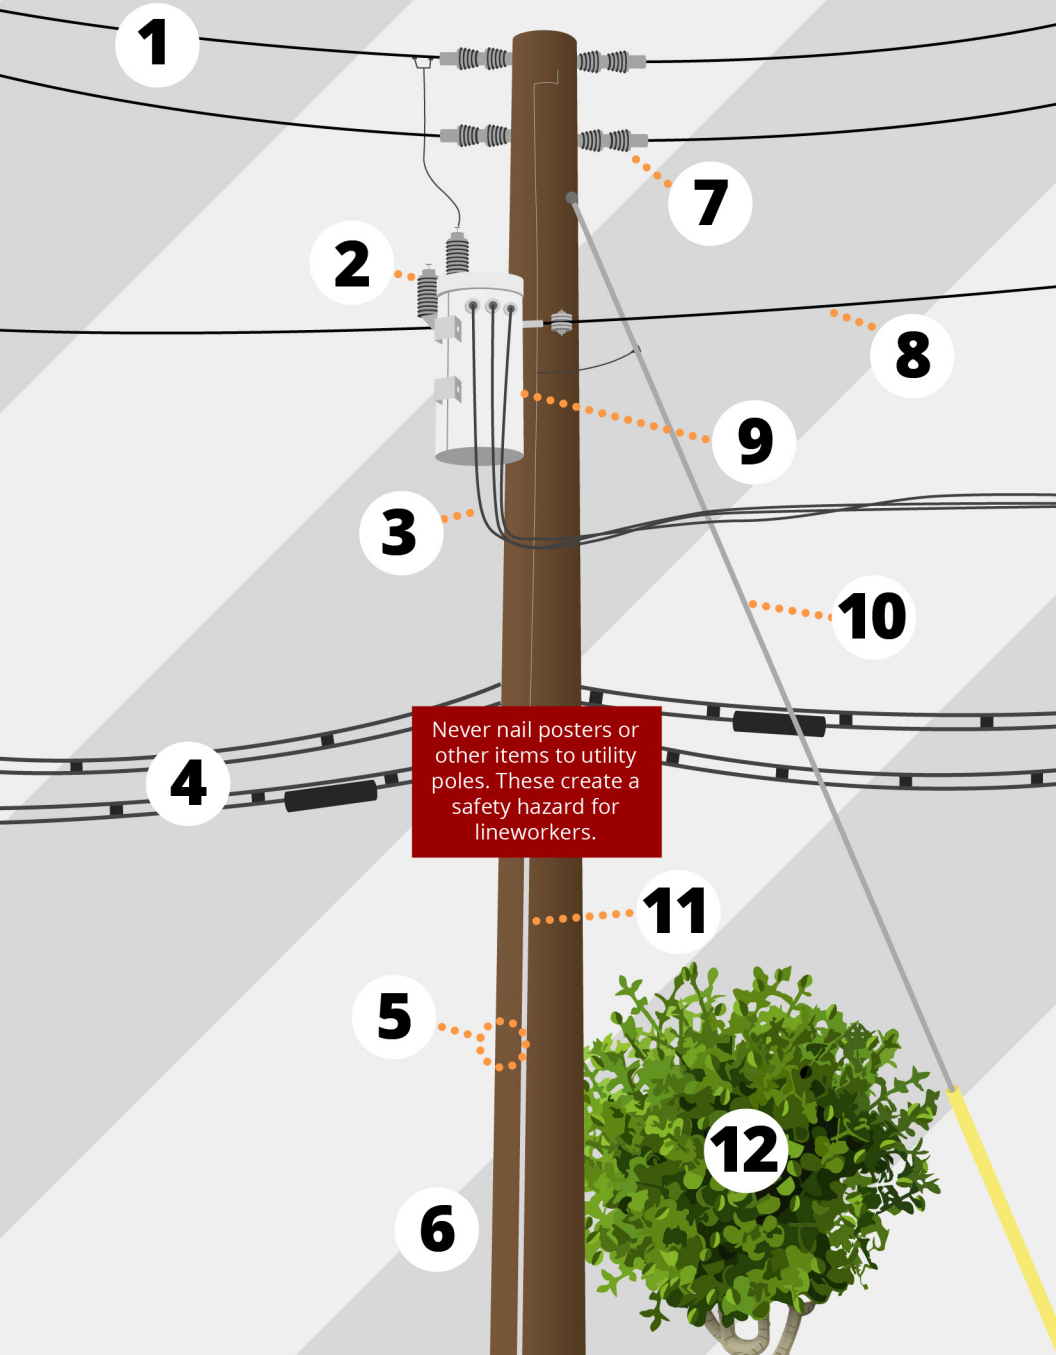 1
7
2
8
9
3
10
Never nail posters or
other items to utility
poles. These create a
safety hazard for
lineworkers.
4
11
5
12
6